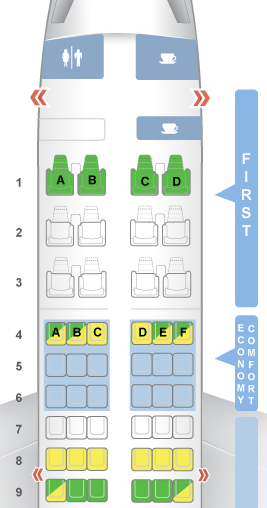 1 A B C D
2
3
4 A B C D E F
5
6
7
8
9
FIRST
ECONOMY
COMFORT